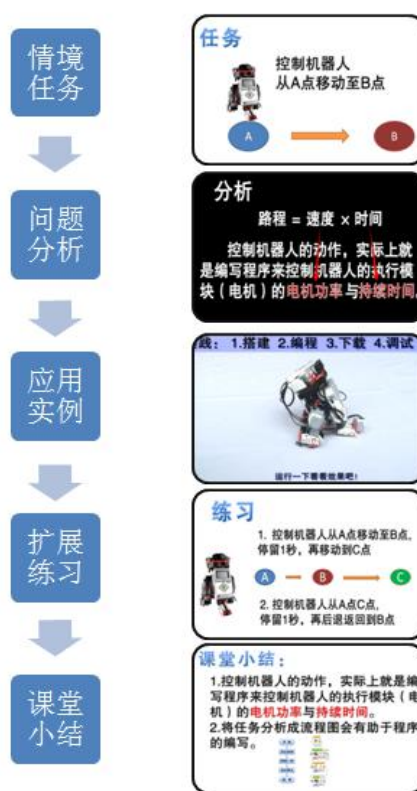 情境
任务
任务
控制机器人
从A点移动至B点
A
B
问题
分析
分析
路程 = 速度 × 时间
控制机器人的动作，实际上就
是编写程序来控制机器人的执行模
块（电机）的电机功率与持续时间
应用
实例
践：1.搭建 2.编程 3.下载 4.调试
运行一下看看效果吧！
扩展
练习
练习
1. 控制机器人从A点移动至B点，
停留1秒，再移动到C点
A
B
C
2. 控制机器人从A点C点，
停留1秒，再后退返回到B点
课堂
小结
课堂小结：
1.控制机器人的动作，实际上就是编
写程序来控制机器人的执行模块（电
机）的电机功率与持续时间。
2.将任务分析成流程图会有助于程序
的编写。